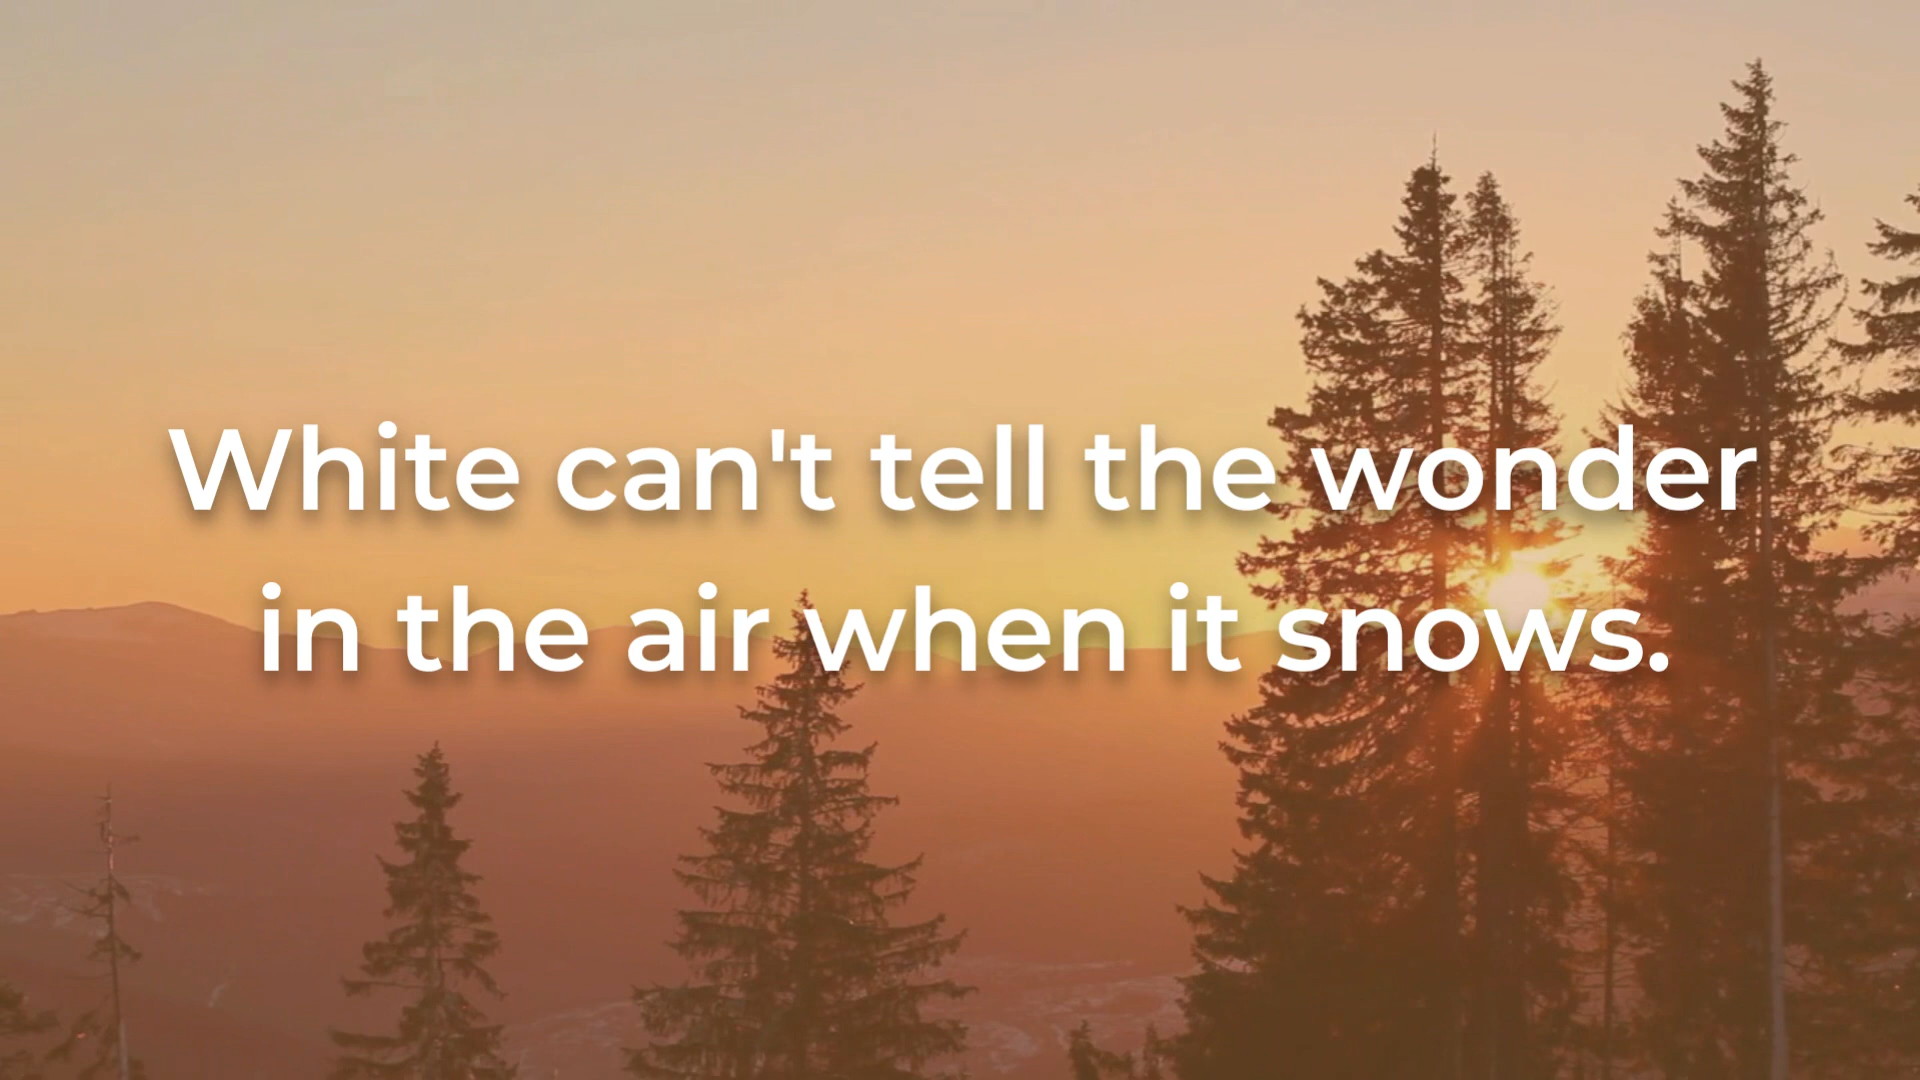 White can't tell the wonder
in the air when it snows.